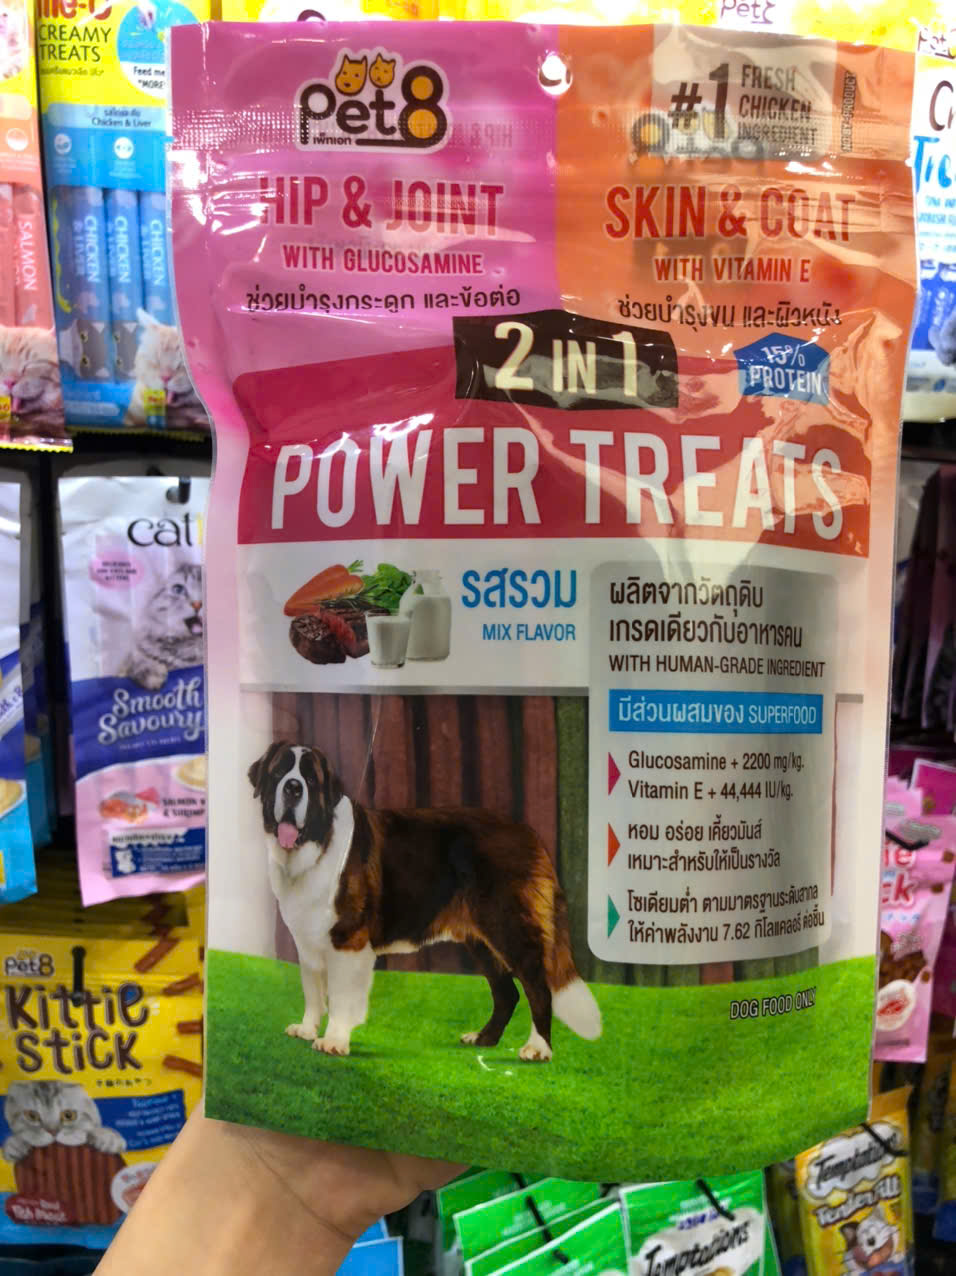 CREAMY
TREATS
Chicken & Liver
SALMON
CHICKEN
CHICKEN
CHICKEN
Pet8
เพ็ทเอท
#1 FRESH
CHICKEN
INGREDIENT
HIP & JOINT
WITH GLUCOSAMINE
ช่วยบำรุงกระดูก และข้อต่อ
SKIN & COAT
WITH VITAMIN E
ช่วยบำรุงขน และผิวหนัง
2 IN 1
15%
PROTEIN
POWER TREATS
รสรวม
MIX FLAVOR
ผลิตจากวัตถุดิบ
เกรดเดียวกับอาหารคน
WITH HUMAN-GRADE INGREDIENT
มีส่วนผสมของ SUPERFOOD
Glucosamine + 2200 mg/kg.
Vitamin E + 44,444 IU/kg.
หอม อร่อย เคี้ยวมันส์
เหมาะสำหรับให้เป็นรางวัล
โซเดียมต่ำ ตามมาตรฐานระดับสากล
ให้ค่าพลังงาน 7.62 กิโลแคลอรี่ ต่อชิ้น
DOG FOOD ONLY
cat
Smooth
Savoury
Pet8
Kittie
Stick
Temptations
Temptations